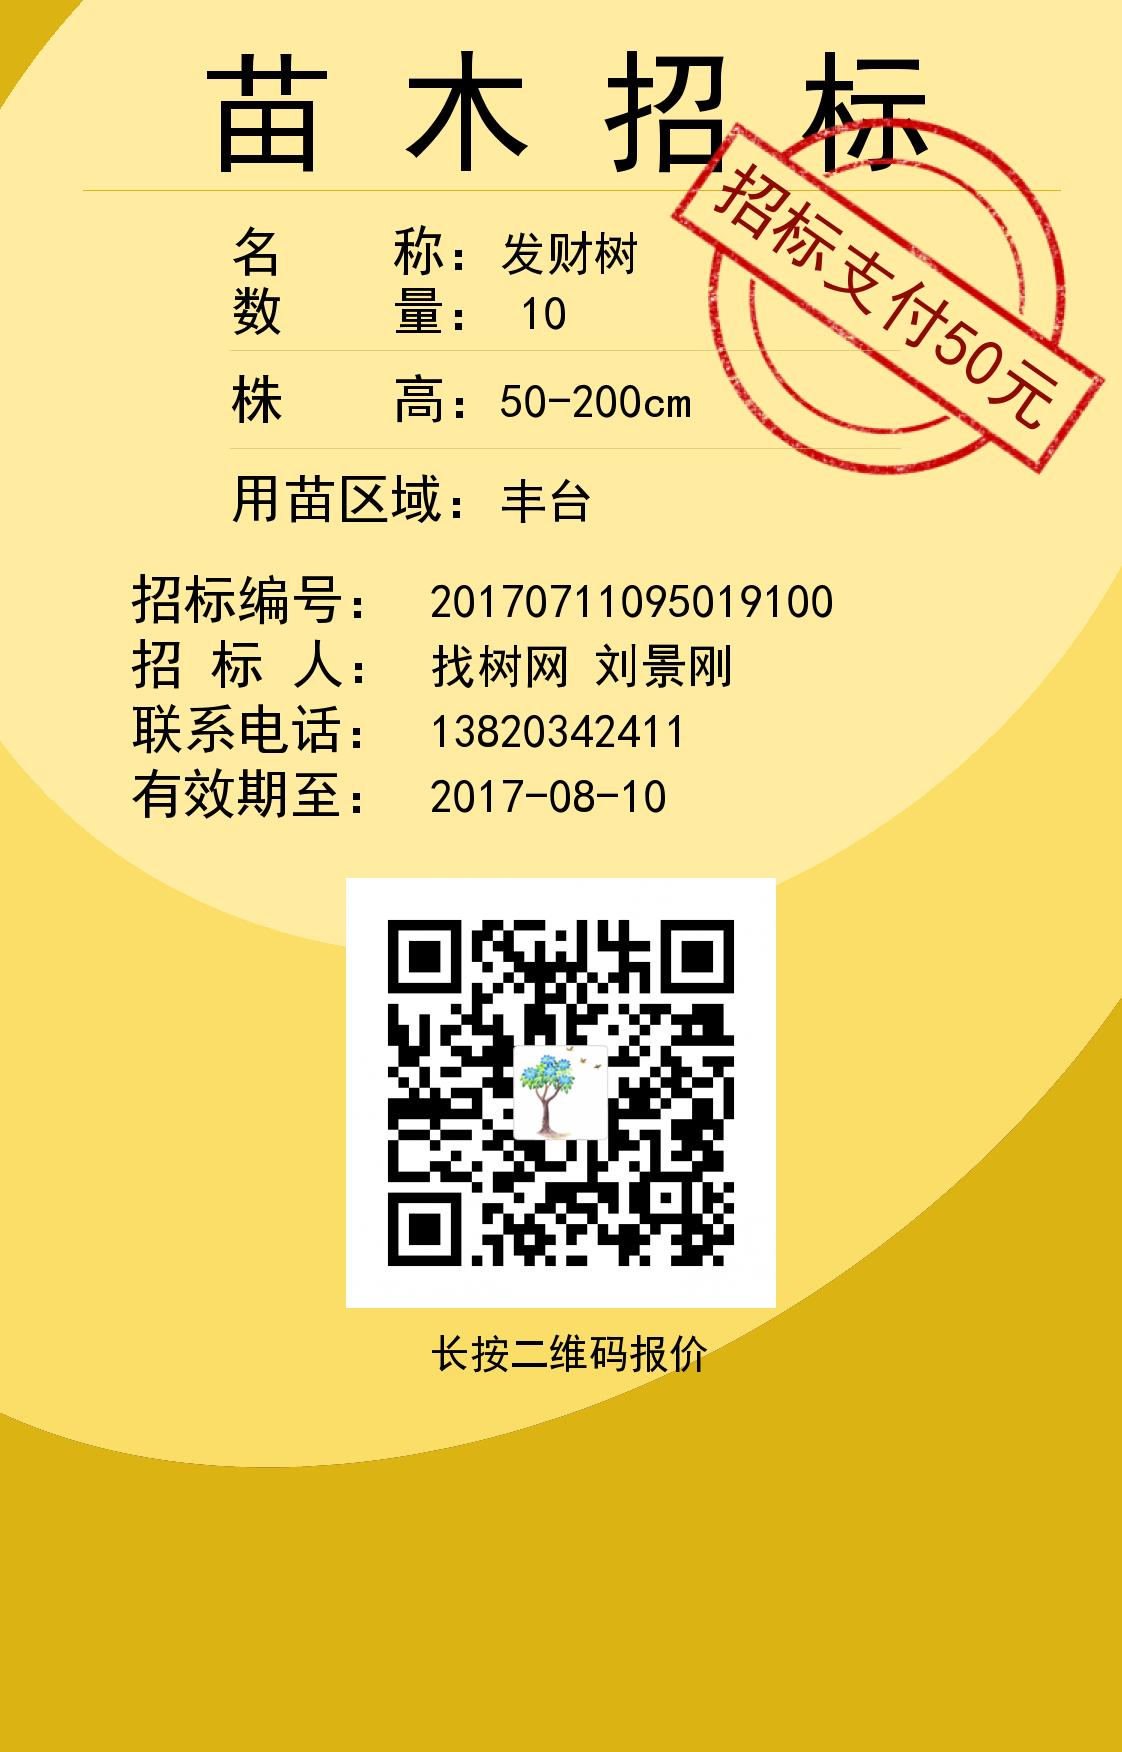 苗木招标
招标支付50元
名 称：发财树
数 量：10
株 高：50-200cm
用苗区域：丰台
招标编号：20170711095019100
招 标 人：找树网 刘景刚
联系电话：13820342411
有效期至：2017-08-10
长按二维码报价